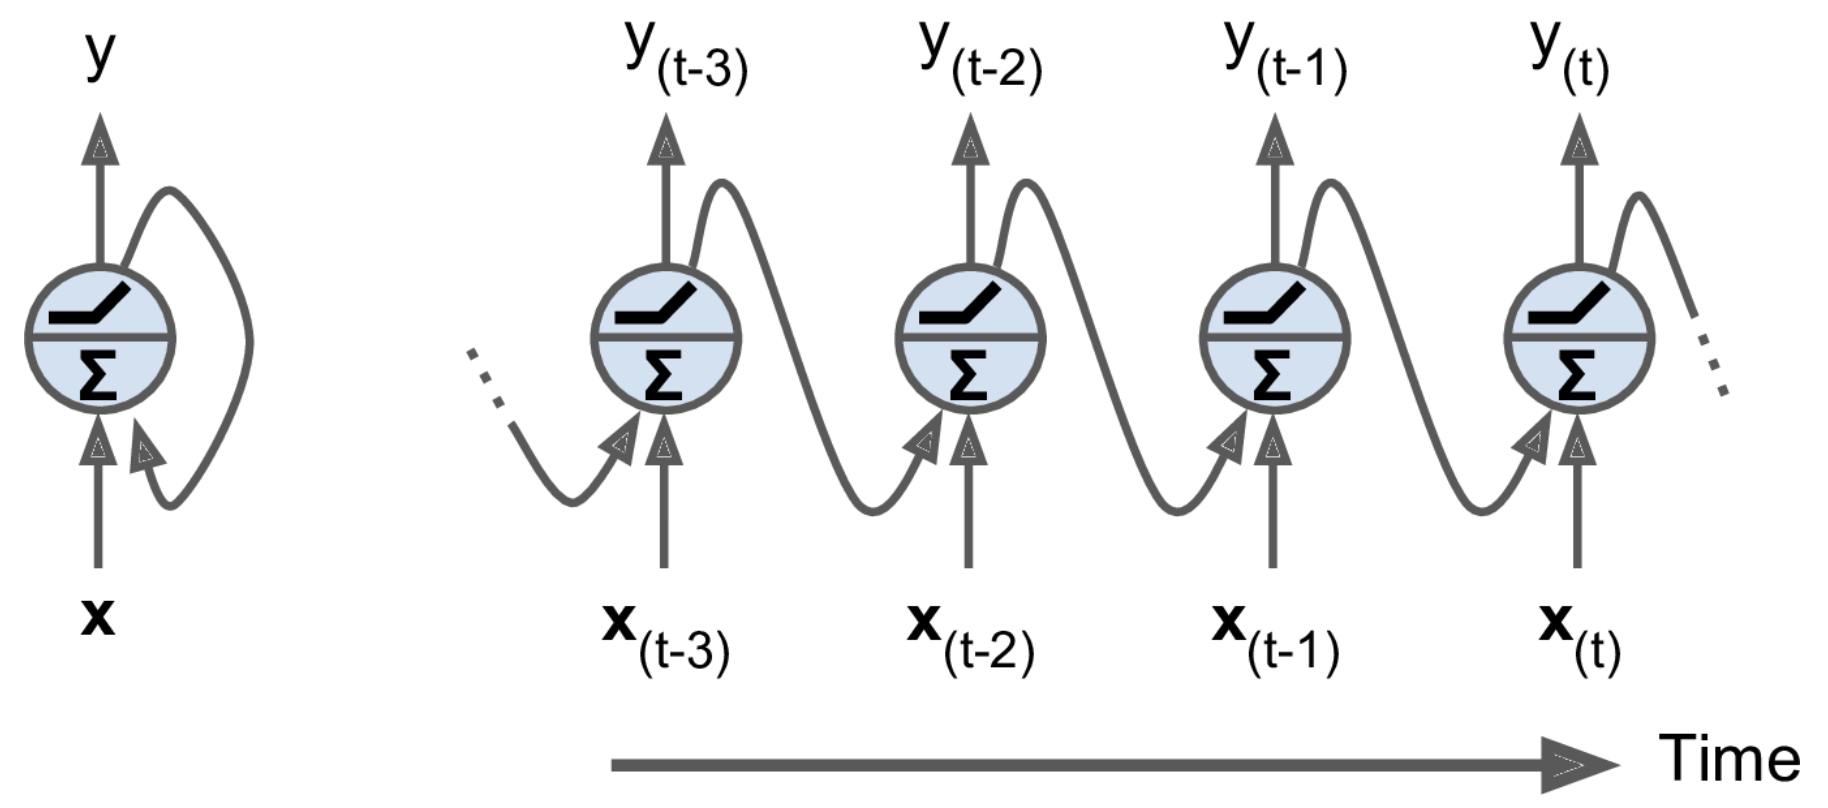 y y(t-3) y(t-2) y(t-1) y(t)
Σ Σ Σ Σ Σ
x x(t-3) x(t-2) x(t-1) x(t)
Time